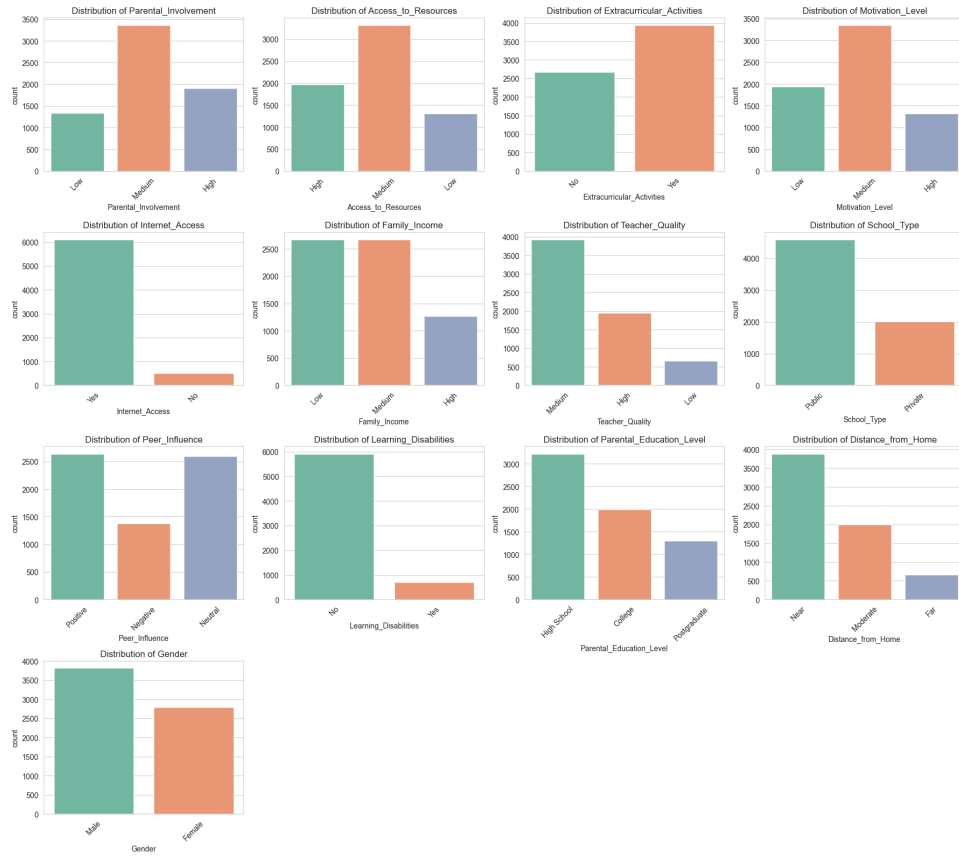 Distribution of Parental_Involvement
3500
3000
2500
2000
1500
1000
500
0
count
Low
Medium
High
Parental_Involvement
Distribution of Access_to_Resources
3000
2500
2000
1500
1000
500
0
count
High
Medium
Low
Access_to_Resources
Distribution of Extracurricular_Activities
4000
3500
3000
2500
2000
1500
1000
500
0
count
No
Yes
Extracurricular_Activities
Distribution of Motivation_Level
3500
3000
2500
2000
1500
1000
500
0
count
Low
Medium
High
Motivation_Level
Distribution of Internet_Access
6000
5000
4000
3000
2000
1000
0
count
Yes
No
Internet_Access
Distribution of Family_Income
2500
2000
1500
1000
500
0
count
Low
Medium
High
Family_Income
Distribution of Teacher_Quality
4000
3500
3000
2500
2000
1500
1000
500
0
count
Medium
High
Low
Teacher_Quality
Distribution of School_Type
4000
3000
2000
1000
0
count
Public
Private
School_Type
Distribution of Peer_Influence
2500
2000
1500
1000
500
0
count
Positive
Negative
Neutral
Peer_Influence
Distribution of Learning_Disabilities
6000
5000
4000
3000
2000
1000
0
count
No
Yes
Learning_Disabilities
Distribution of Parental_Education_Level
3000
2500
2000
1500
1000
500
0
count
High School
College
Postgraduate
Parental_Education_Level
Distribution of Distance_from_Home
4000
3500
3000
2500
2000
1500
1000
500
0
count
Near
Moderate
Far
Distance_from_Home
Distribution of Gender
4000
3500
3000
2500
2000
1500
1000
500
0
count
Male
Female
Gender